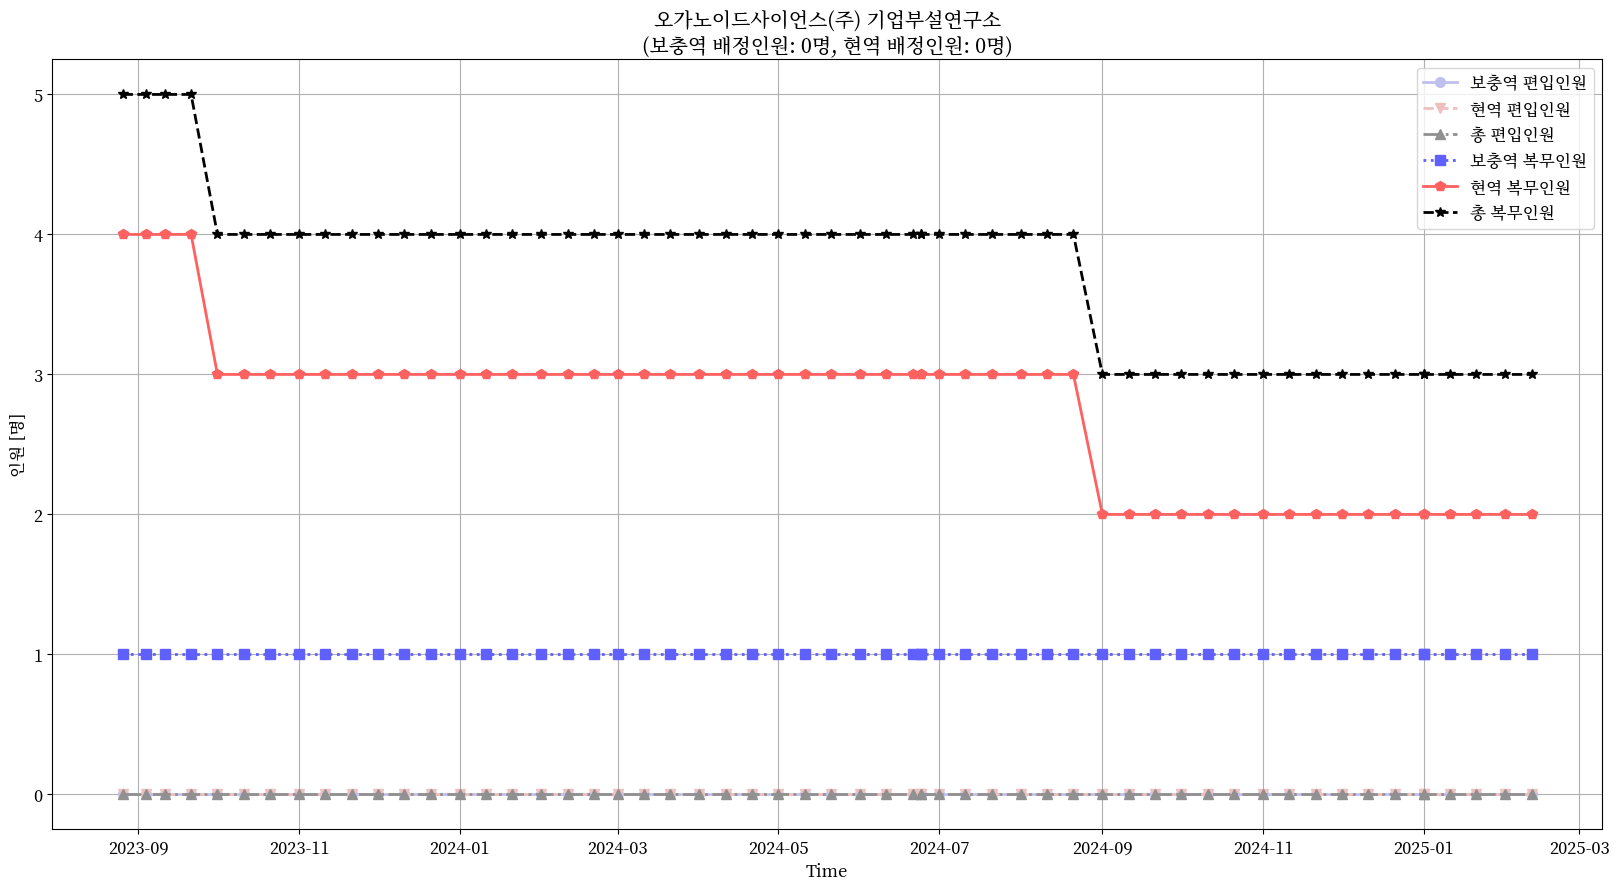 오가노이드사이언스(주) 기업부설연구소
(보충역 배정인원: 0명, 현역 배정인원: 0명)
보충역 편입인원
현역 편입인원
총 편입인원
보충역 복무인원
현역 복무인원
총 복무인원
인원 [명]
5
4
3
2
1
0
2023-09
2023-11
2024-01
2024-03
2024-05
2024-07
2024-09
2024-11
2025-01
2025-03
Time